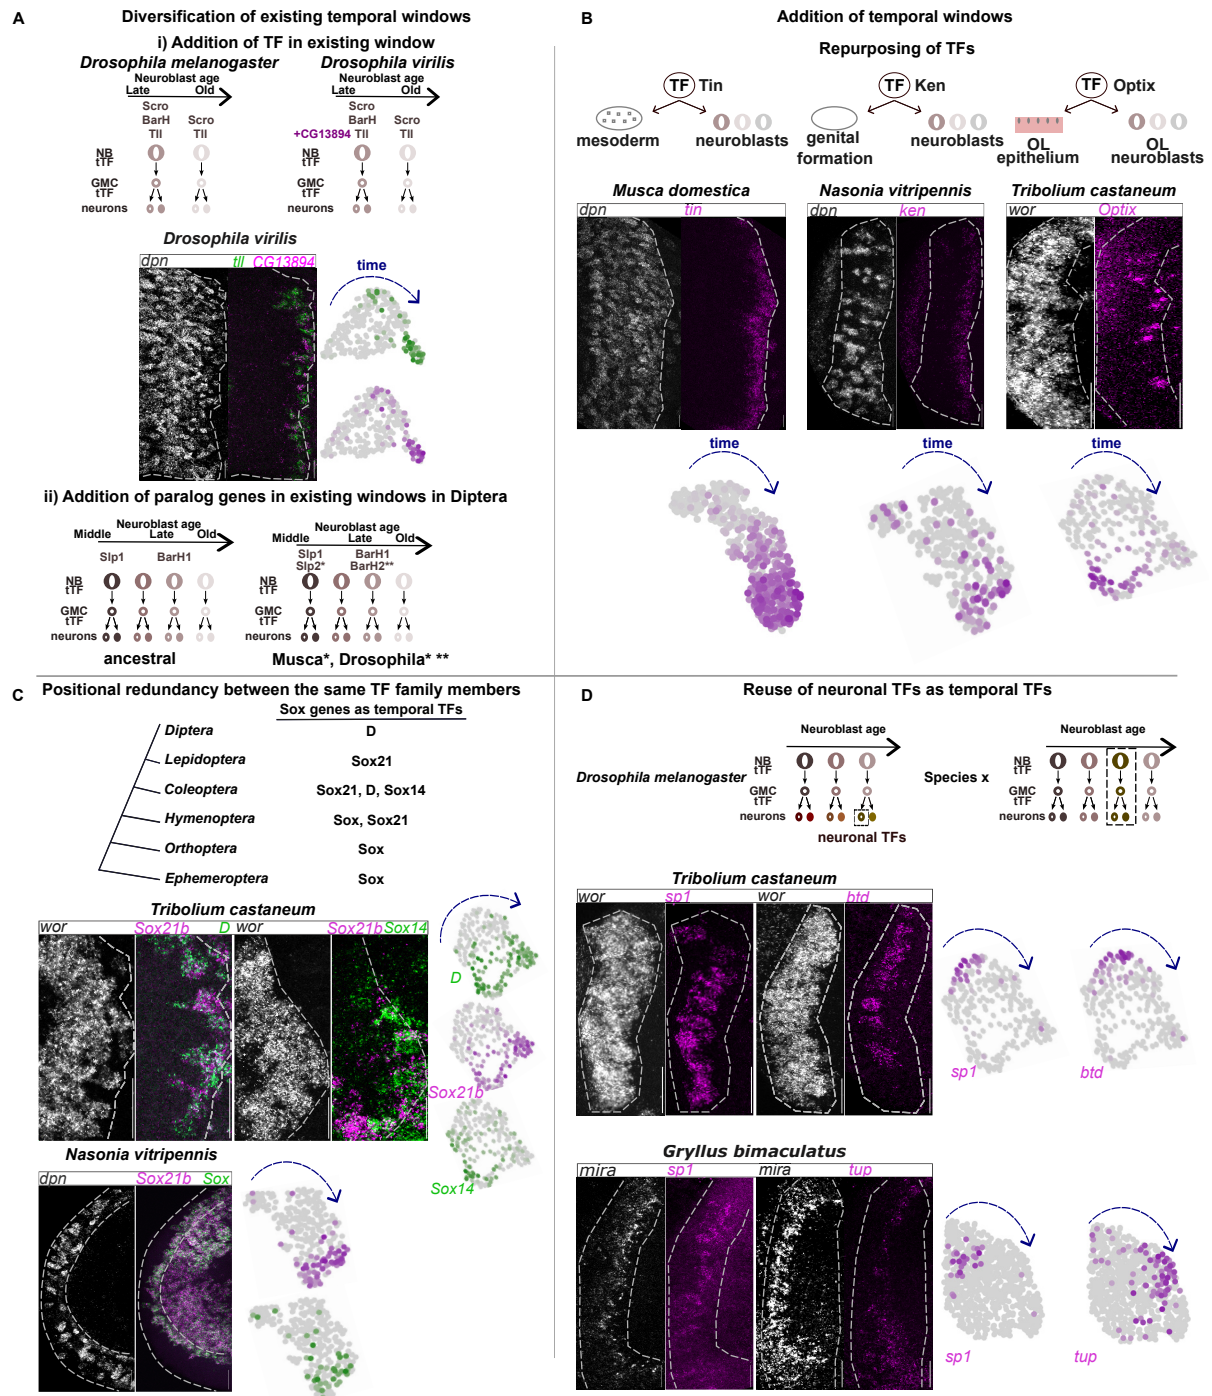 A
Diversification of existing temporal windows
i) Addition of TF in existing window
Drosophila melanogaster
Neuroblast age
Late
Old
Scro
BarH
Tll
Scro
Tll
NB
tTF
GMC
tTF
neurons
Drosophila virilis
Neuroblast age
Late
Old
Scro
BarH
+CG13894 Tll
Scro
Tll
NB
tTF
GMC
tTF
neurons
Drosophila virilis
dpn
tll CG13894
time
ii) Addition of paralog genes in existing windows in Diptera
Neuroblast age
Middle
Late
Old
Slp1
BarH1
NB
tTF
GMC
tTF
neurons
ancestral
Neuroblast age
Middle
Late
Old
Slp1
Slp2*
BarH1
BarH2**
NB
tTF
GMC
tTF
neurons
Musca*, Drosophila* **
B
Addition of temporal windows
Repurposing of TFs
TF Tin
mesoderm
neuroblasts
TF Ken
genital
formation
neuroblasts
TF Optix
OL
epithelium
OL
neuroblasts
Musca domestica
dpn
tin
Nasonia vitripennis
dpn
ken
Tribolium castaneum
wor
Optix
time
time
time
C
Positional redundancy between the same TF family members
Sox genes as temporal TFs
Diptera D
Lepidoptera Sox21
Coleoptera Sox21, D, Sox14
Hymenoptera Sox, Sox21
Orthoptera Sox
Ephemeroptera Sox
Tribolium castaneum
wor
Sox21b D
wor
Sox21b Sox14
D
Sox21b
Sox14
Nasonia vitripennis
dpn
Sox21b Sox
D
Reuse of neuronal TFs as temporal TFs
Drosophila melanogaster
Neuroblast age
NB
tTF
GMC
tTF
neurons
neuronal TFs
Species x
Neuroblast age
NB
tTF
GMC
tTF
neurons
Tribolium castaneum
wor
sp1
wor
btd
sp1
btd
Gryllus bimaculatus
mira
sp1
mira
tup
sp1
tup